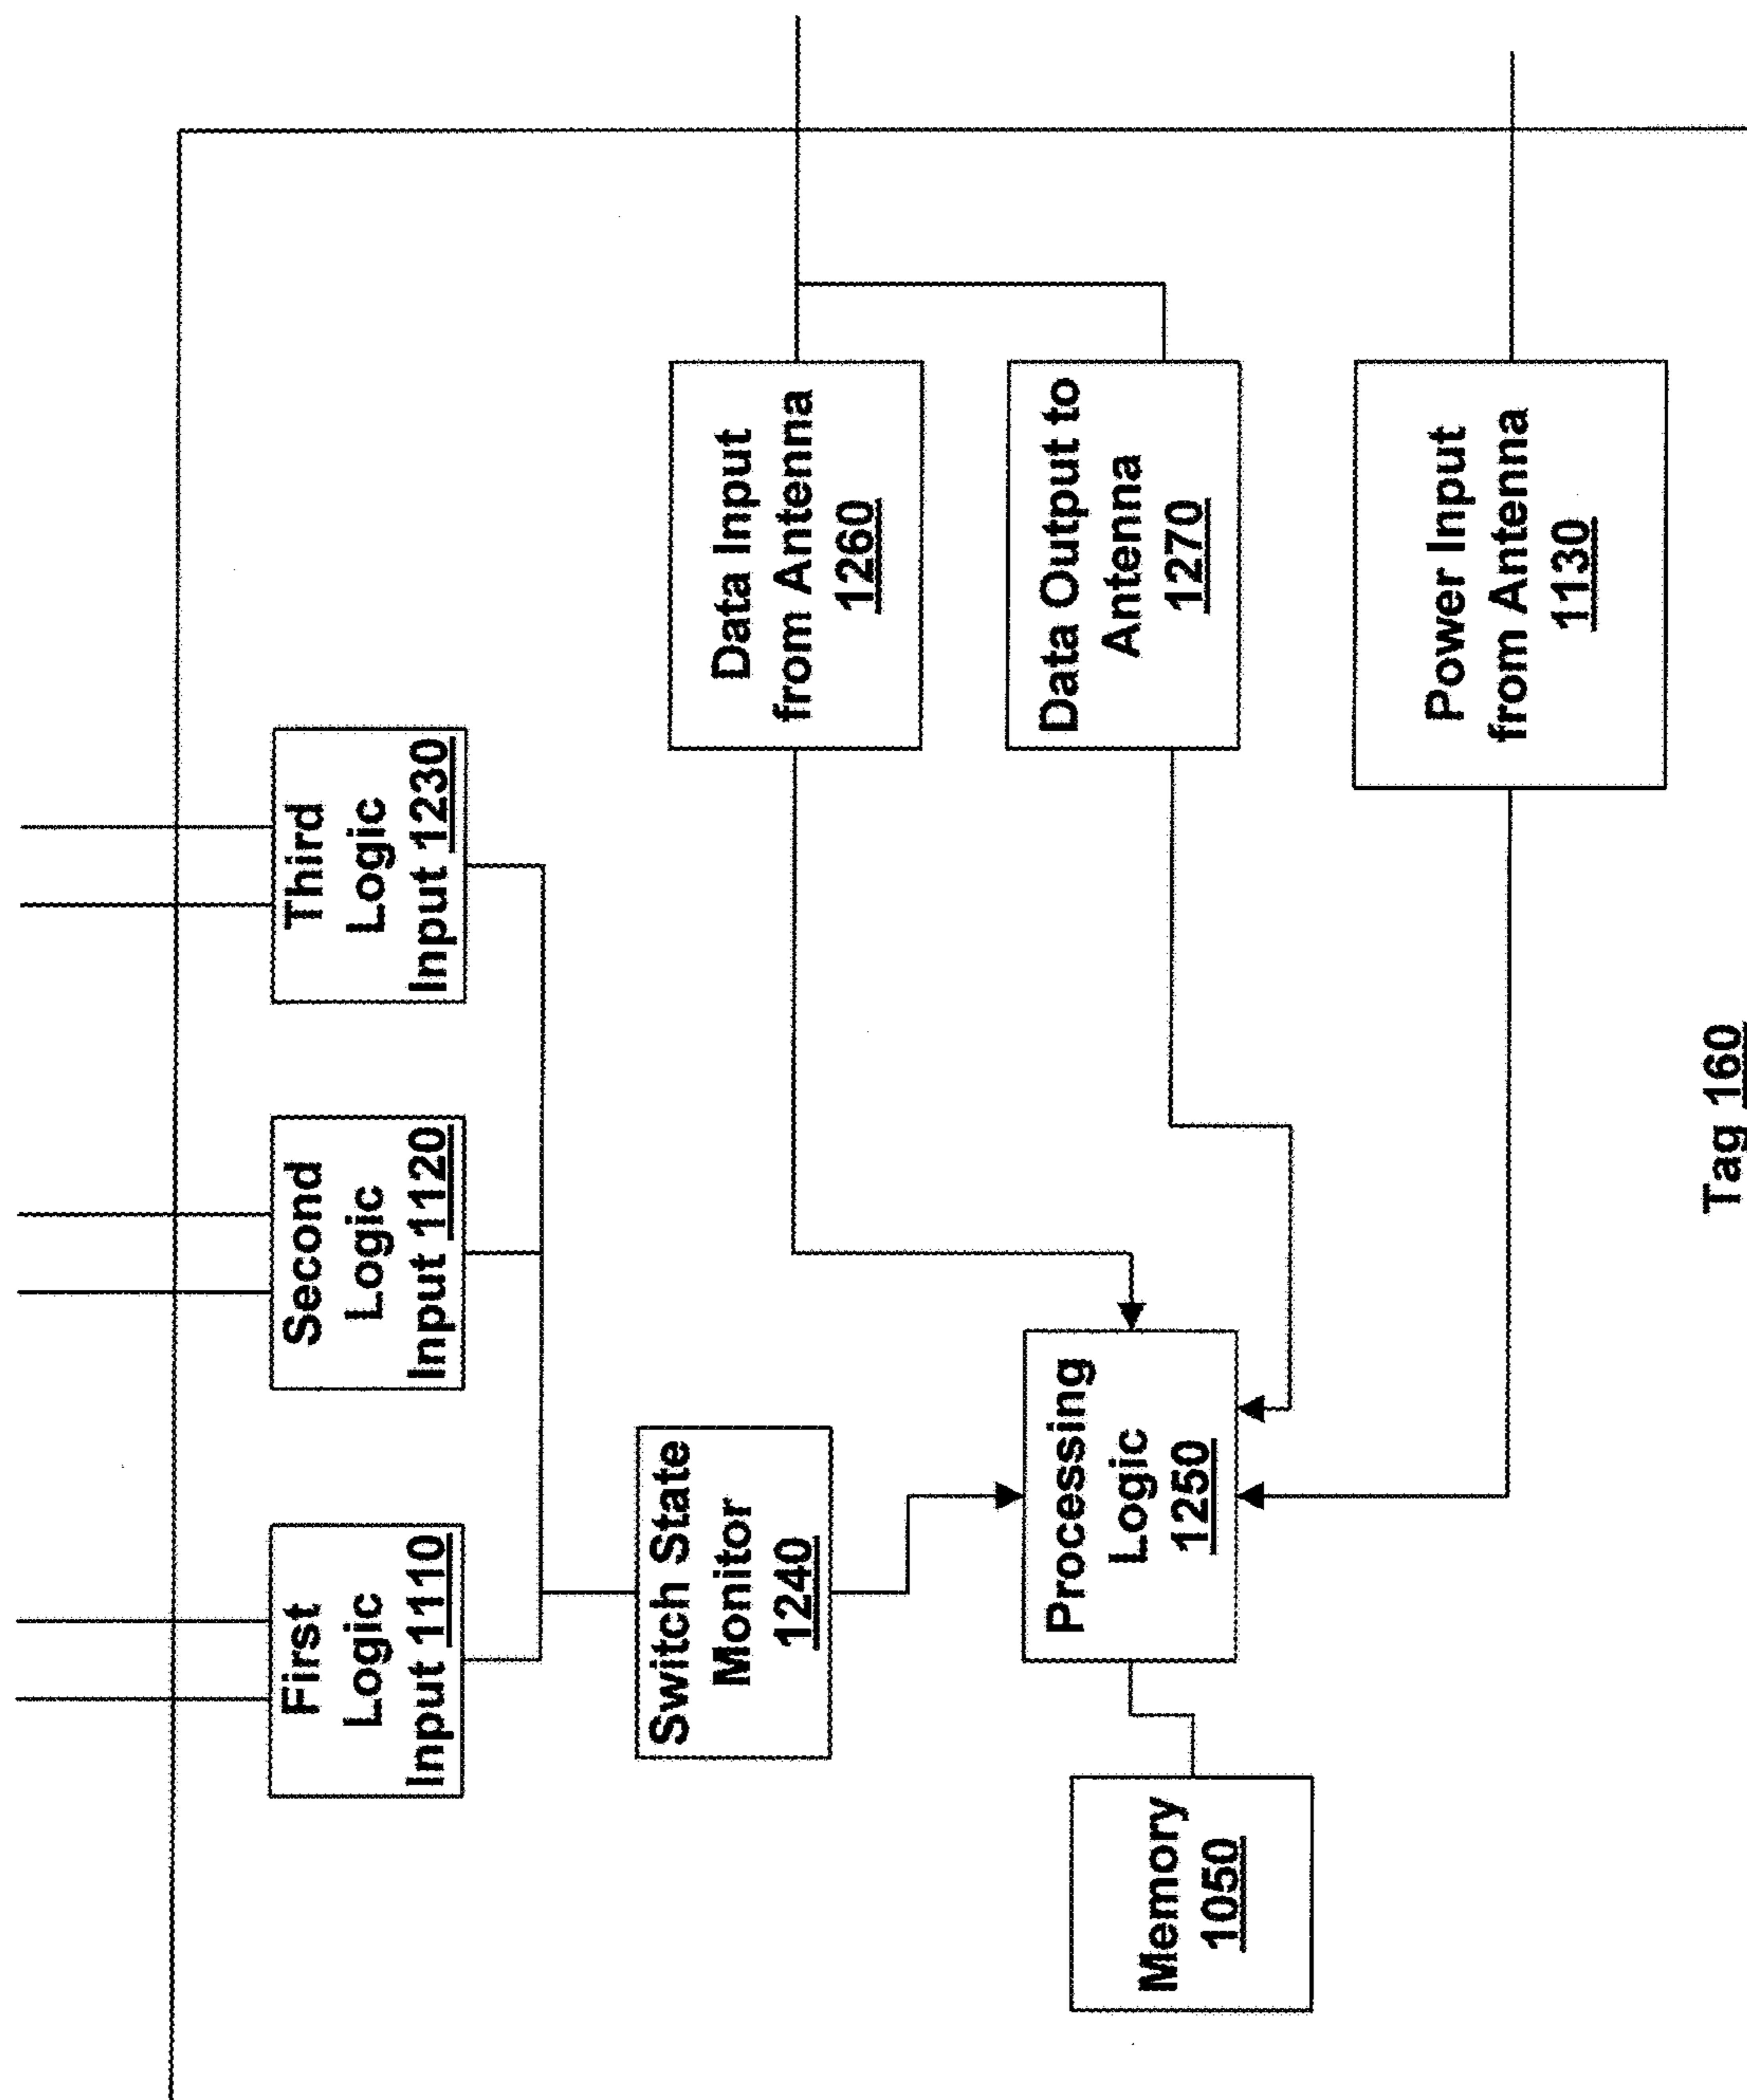 First
Logic
Input 1110
Second
Logic
Input 1120
Third
Logic
Input 1230
Switch State
Monitor
1240
Data Input
from Antenna
1260
Memory
1050
Processing
Logic
1250
Data Output to
Antenna
1270
Power Input
from Antenna
1130
Tag 160